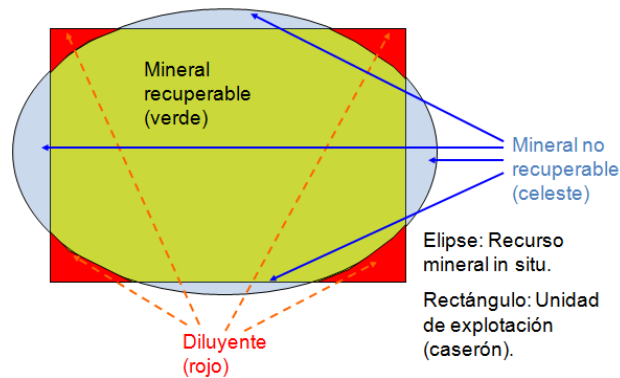 Mineral
recuperable
(verde)
Mineral no
recuperable
(celeste)
Elipse: Recurso
mineral in situ.
Rectángulo: Unidad
de explotación
(caserón).
Diluyente
(rojo)